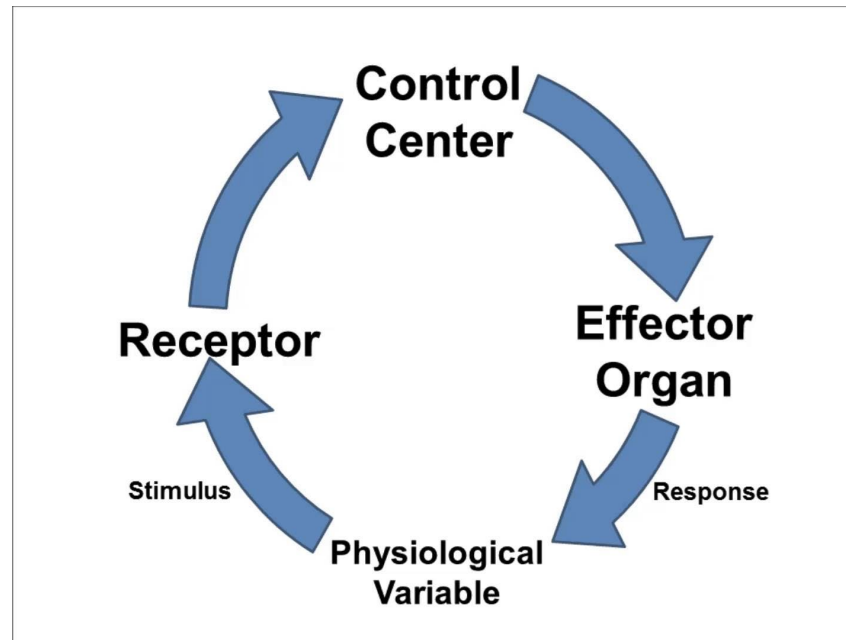 Control
Center
Effector
Organ
Receptor
Stimulus
Response
Physiological
Variable